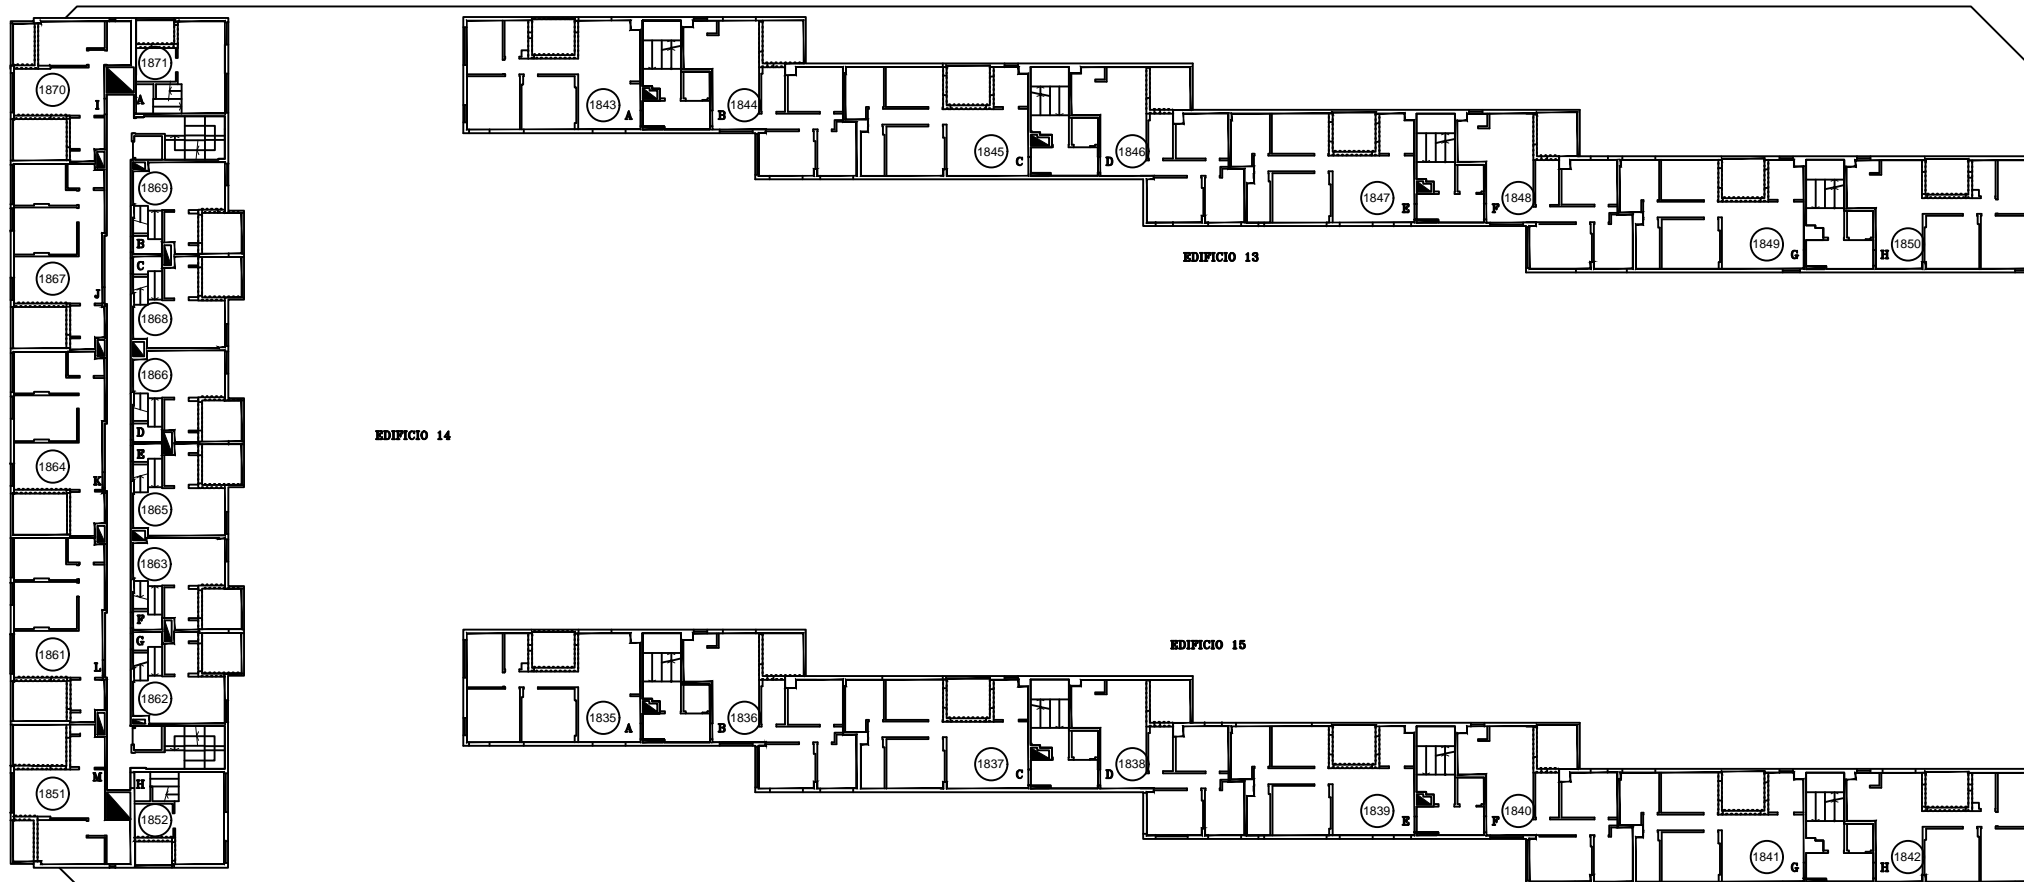 1871
1870
I
A
1869
B
C
1867
J
1868
1866
D
E
1864
K
1865
1863
F
G
1861
L
1862
M
H
1851
1852
EDIFICIO 14
1843
A
B
1844
1845
C
D
1846
1847
E
F
1848
1849
G
H
1850
EDIFICIO 13
EDIFICIO 15
1835
A
B
1836
1837
C
D
1838
1839
E
F
1840
1841
G
H
1842